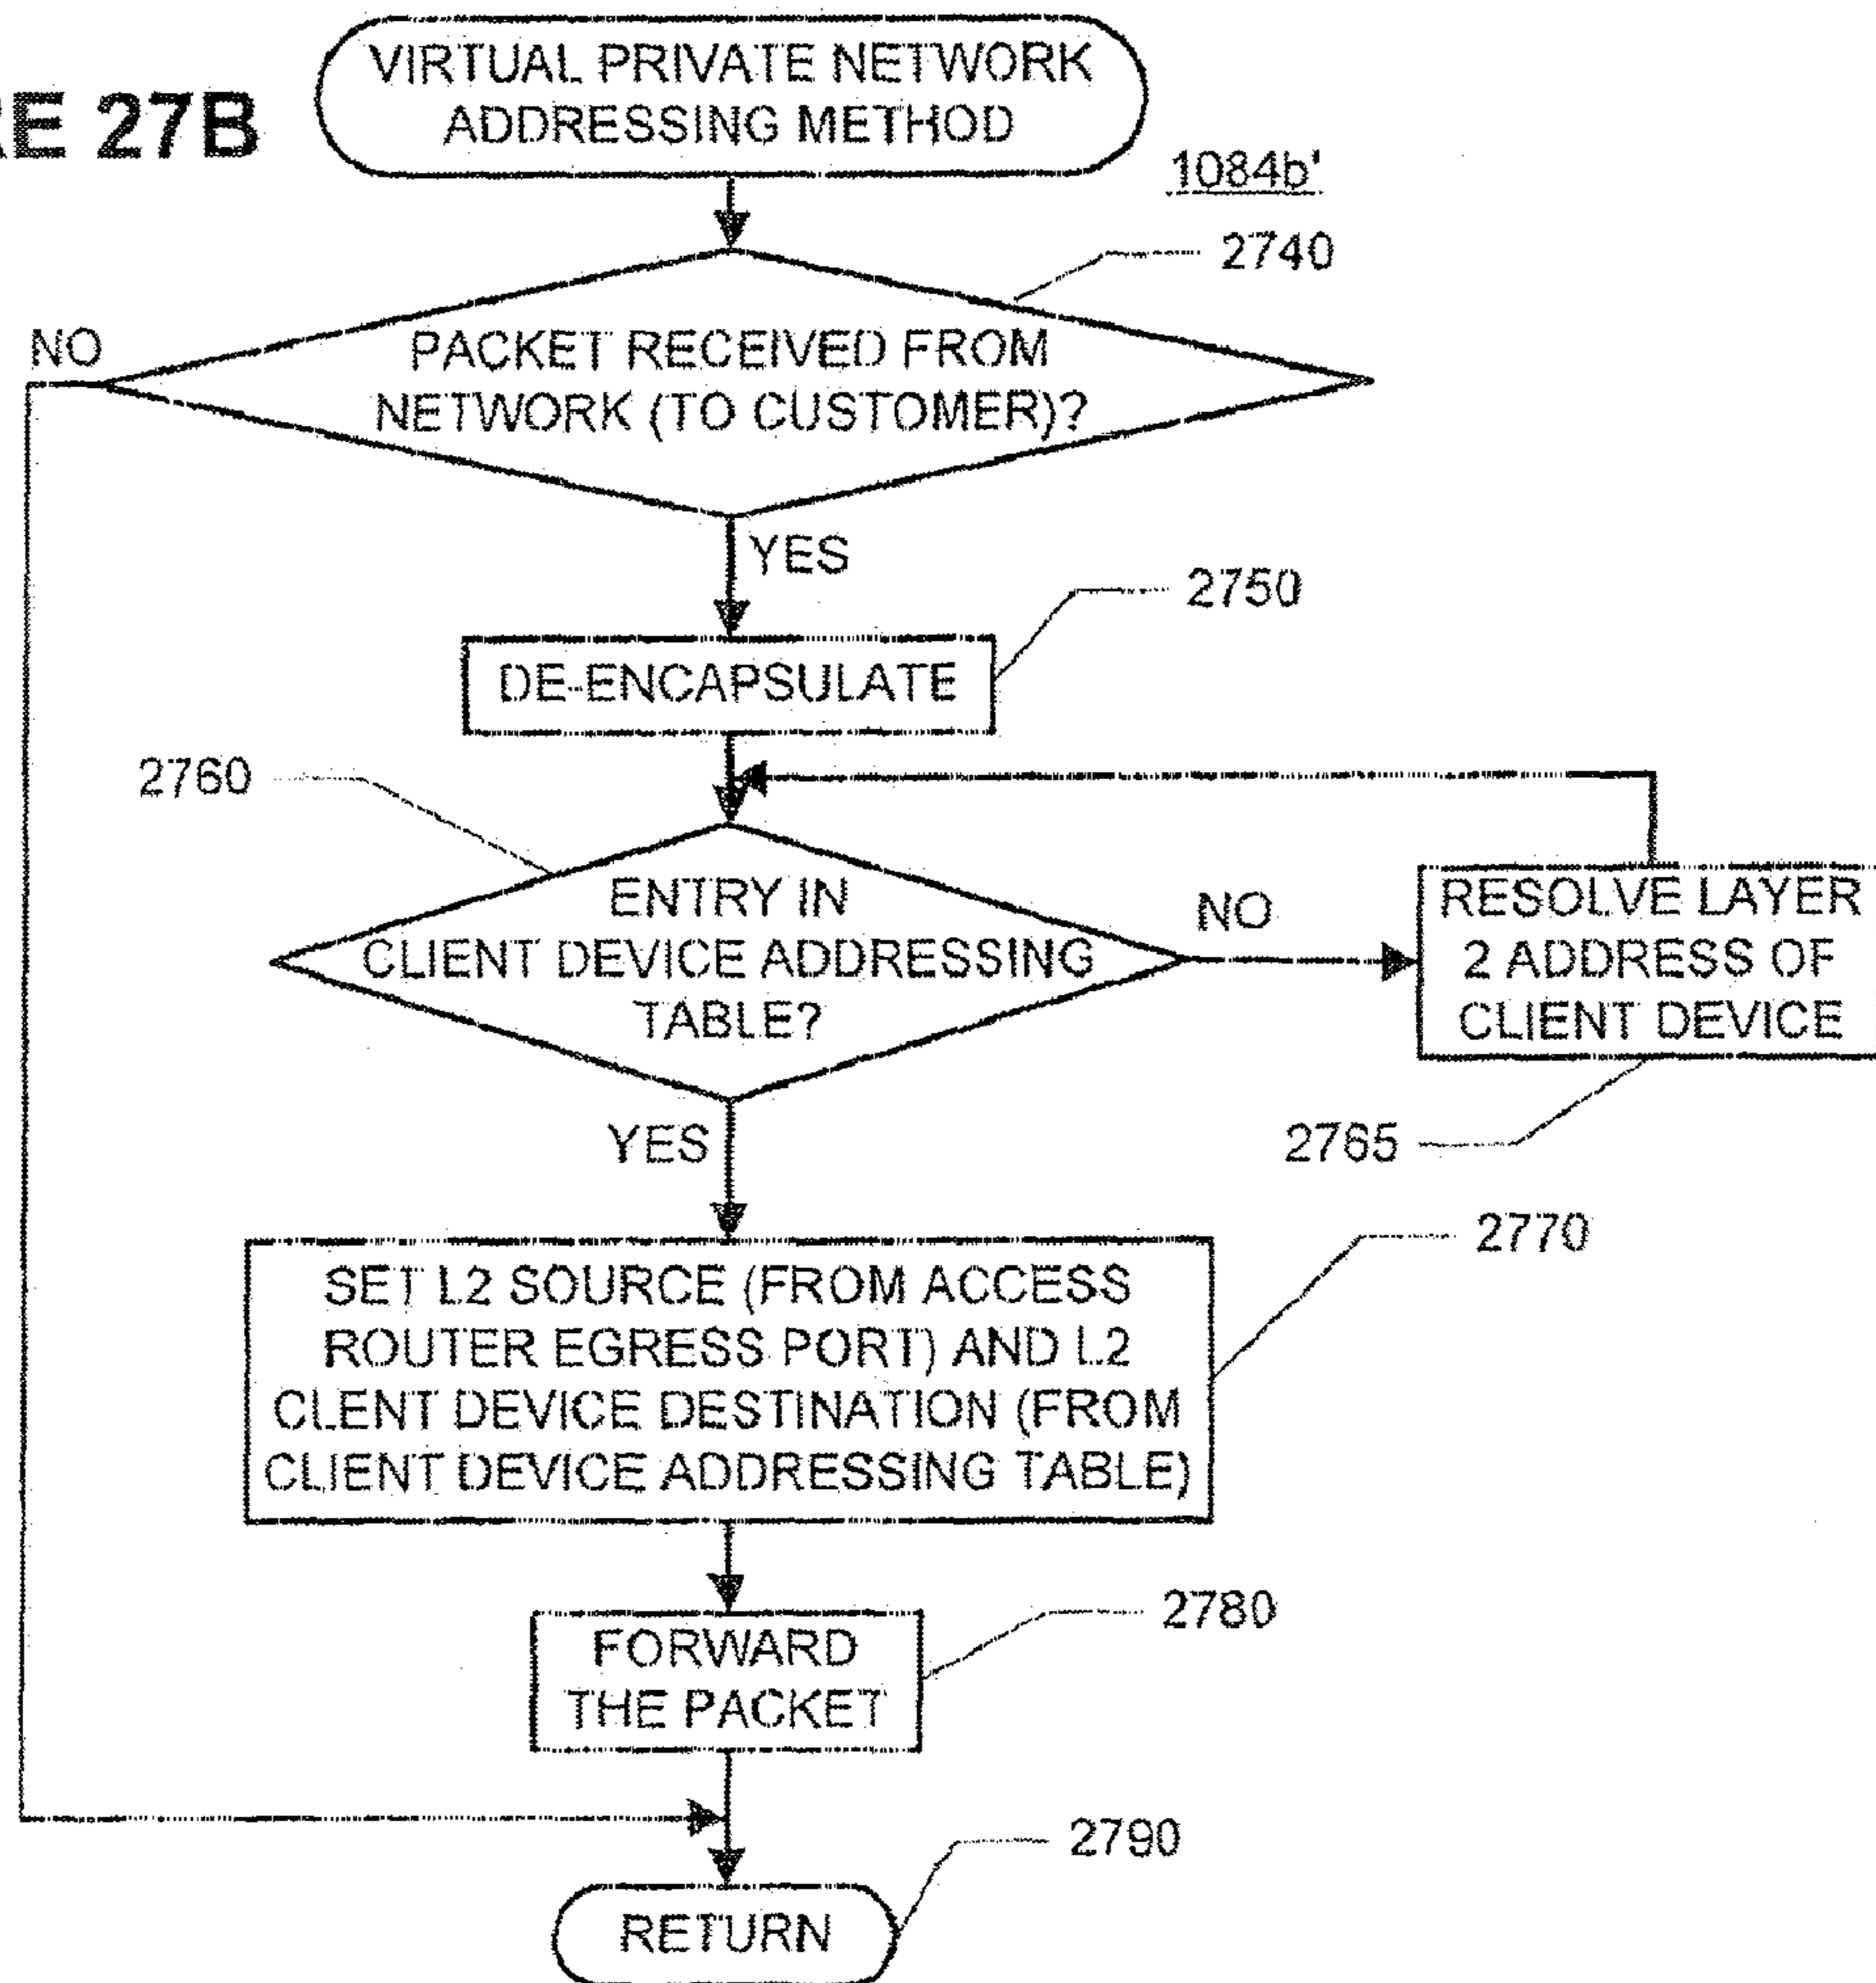 RE 27B
VIRTUAL PRIVATE NETWORK
ADDRESSING METHOD
1084b'
2740
NO
PACKET RECEIVED FROM
NETWORK (TO CUSTOMER)?
YES
2750
DE-ENCAPSULATE
2760
ENTRY IN
CLIENT DEVICE ADDRESSING
TABLE?
NO
RESOLVE LAYER
2 ADDRESS OF
CLIENT DEVICE
2765
YES
2770
SET L2 SOURCE (FROM ACCESS
ROUTER EGRESS PORT) AND L2
CLENT DEVICE DESTINATION (FROM
CLIENT DEVICE ADDRESSING TABLE)
2780
FORWARD
THE PACKET
2790
RETURN